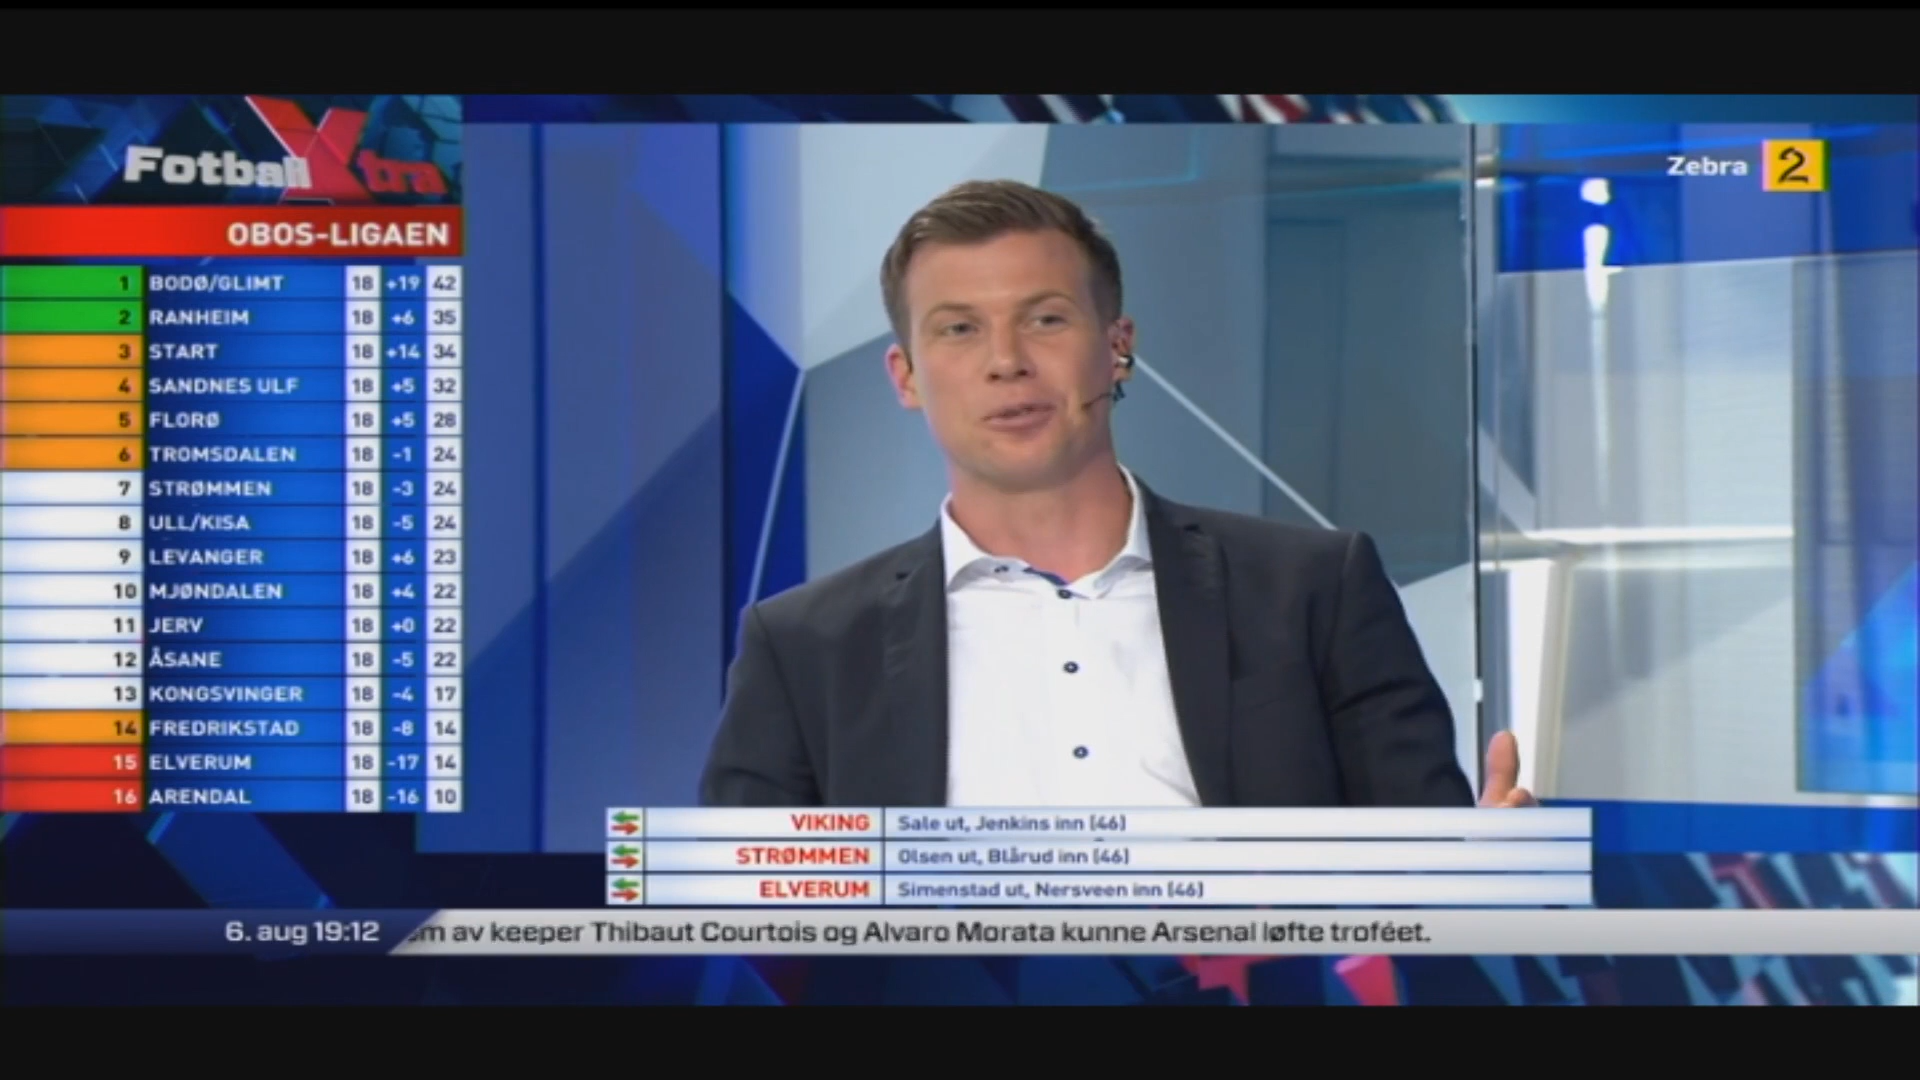 Fotball Xtra
Zebra 2
OBOS-LIGAEN
1 BODØ/GLIMT 18 +19 42
2 RANHEIM 18 +6 35
3 START 18 +14 34
4 SANDNES ULF 18 +5 32
5 FLORØ 18 +5 28
6 TROMSDALEN 18 -1 24
7 STRØMMEN 18 -3 24
8 ULL/KISA 18 -5 24
9 LEVANGER 18 +6 23
10 MJØNDALEN 18 +4 22
11 JERV 18 +0 22
12 ÅSANE 18 -5 22
13 KONGSVINGER 18 -4 17
14 FREDRIKSTAD 18 -8 14
15 ELVERUM 18 -17 14
16 ARENDAL 18 -16 10
VIKING Sale ut, Jenkins inn (46)
STRØMMEN Olsen ut, Blårud inn (46)
ELVERUM Simenstad ut, Nersveen inn (46)
6. aug 19:12 av keeper Thibaut Courtois og Alvaro Morata kunne Arsenal løfte troféet.